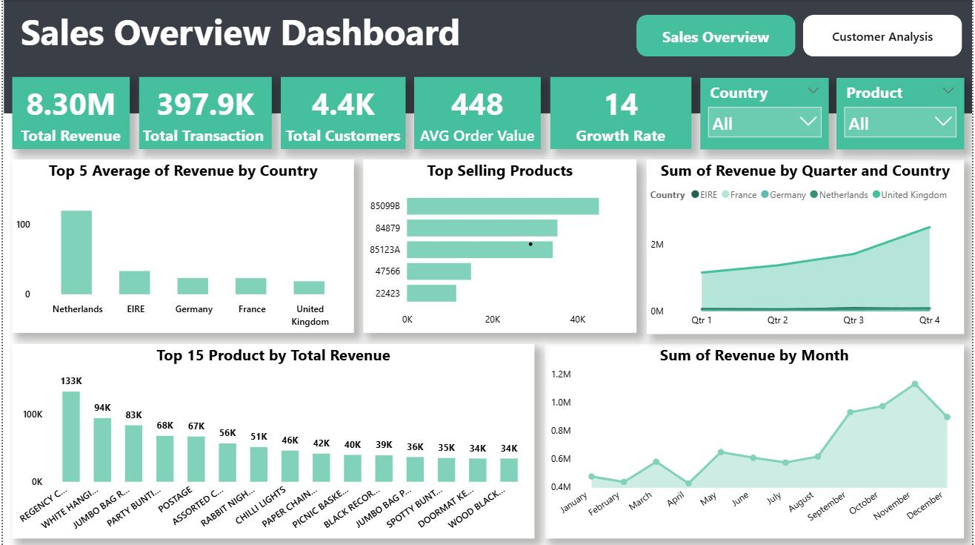 Sales Overview Dashboard
Sales Overview
Customer Analysis
8.30M
Total Revenue
397.9K
Total Transaction
4.4K
Total Customers
448
AVG Order Value
14
Growth Rate
Country
All
Product
All
Top 5 Average of Revenue by Country
100
0
Netherlands
EIRE
Germany
France
United
Kingdom
Top Selling Products
85099B
84879
85123A
47566
22423
0K
20K
40K
Sum of Revenue by Quarter and Country
Country EIRE France Germany Netherlands United Kingdom
2M
0M
Qtr 1
Qtr 2
Qtr 3
Qtr 4
Top 15 Product by Total Revenue
100K
0K
133K
94K
83K
68K
67K
56K
51K
46K
42K
40K
39K
36K
35K
34K
34K
REGENCY C...
WHITE HANGI...
JUMBO BAG R...
PARTY BUNTI...
POSTAGE
ASSORTED C...
RABBIT NIGH...
CHILLI LIGHTS
PAPER CHAIN...
PICNIC BASKE...
BLACK RECOR...
JUMBO BAG P...
SPOTTY BUNT...
DOORMAT KE...
WOOD BLACK...
Sum of Revenue by Month
1.2M
1.0M
0.8M
0.6M
0.4M
January
February
March
April
May
June
July
August
September
October
November
December